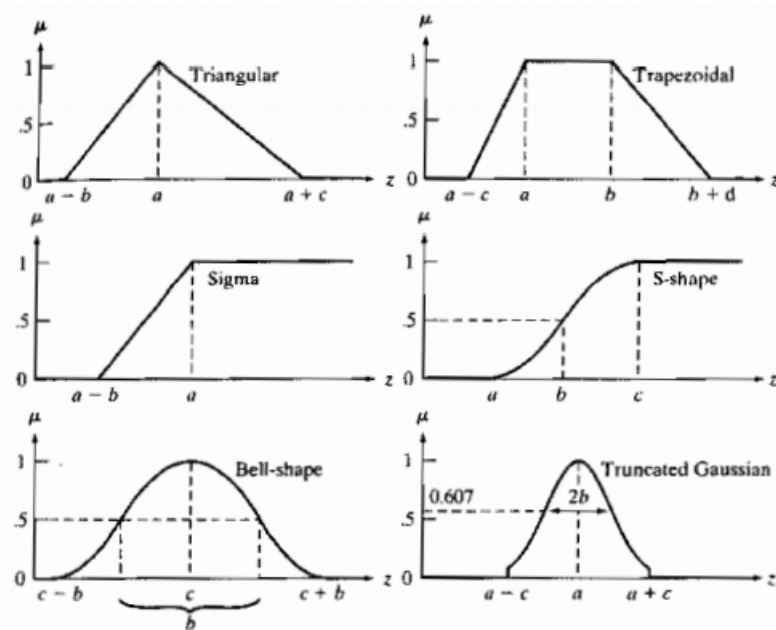 μ
1
Triangular
.5
0
a − b
a
a + c
z
μ
1
Trapezoidal
.5
0
a − c
a
b
b + d
z
μ
1
Sigma
.5
0
a − b
a
z
μ
1
S-shape
.5
0
a
b
c
z
μ
1
Bell-shape
.5
0
c − b
c
c + b
z
b
μ
1
Truncated Gaussian
0.607
2b
.5
0
a − c
a
a + c
z